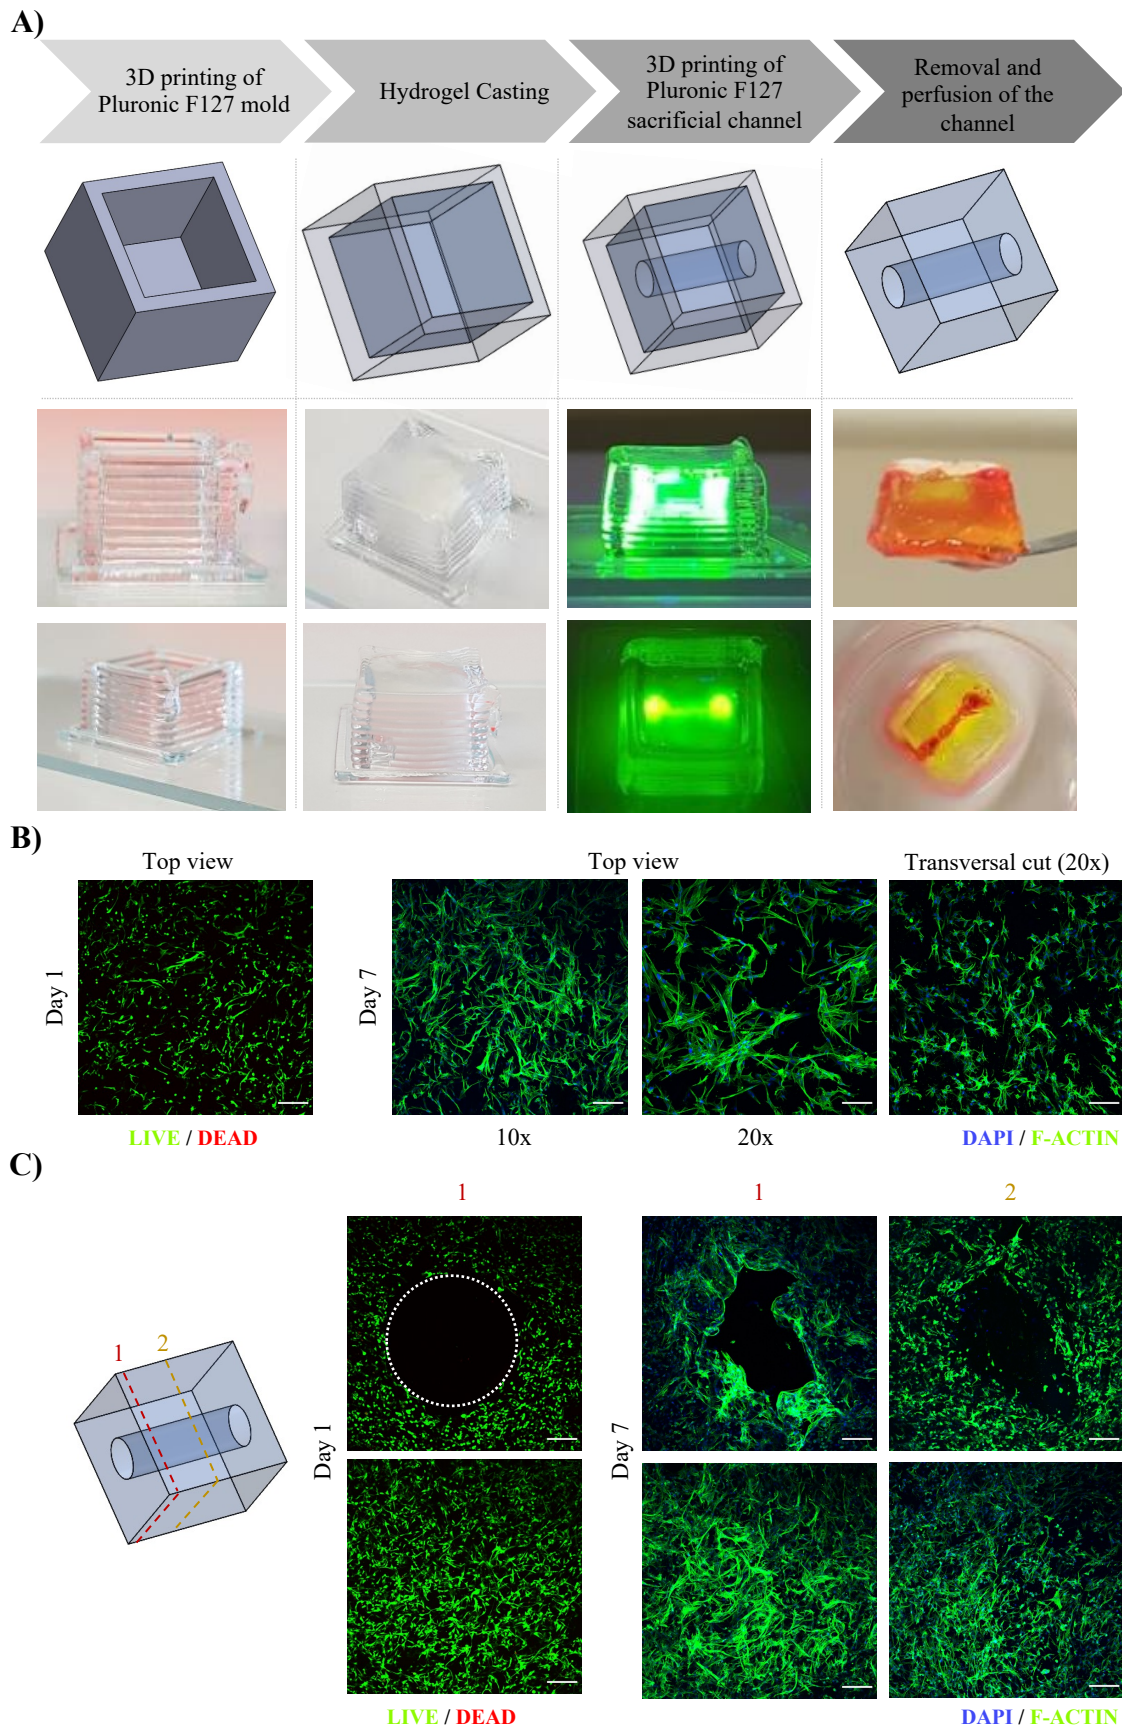 A)
3D printing of
Pluronic F127 mold
Hydrogel Casting
3D printing of
Pluronic F127
sacrificial channel
Removal and
perfusion of the
channel
B)
Top view
Top view
Transversal cut (20x)
Day 1
Day 7
LIVE / DEAD
10x
20x
DAPI / F-ACTIN
C)
1
1
2
1
2
Day 1
Day 7
LIVE / DEAD
DAPI / F-ACTIN